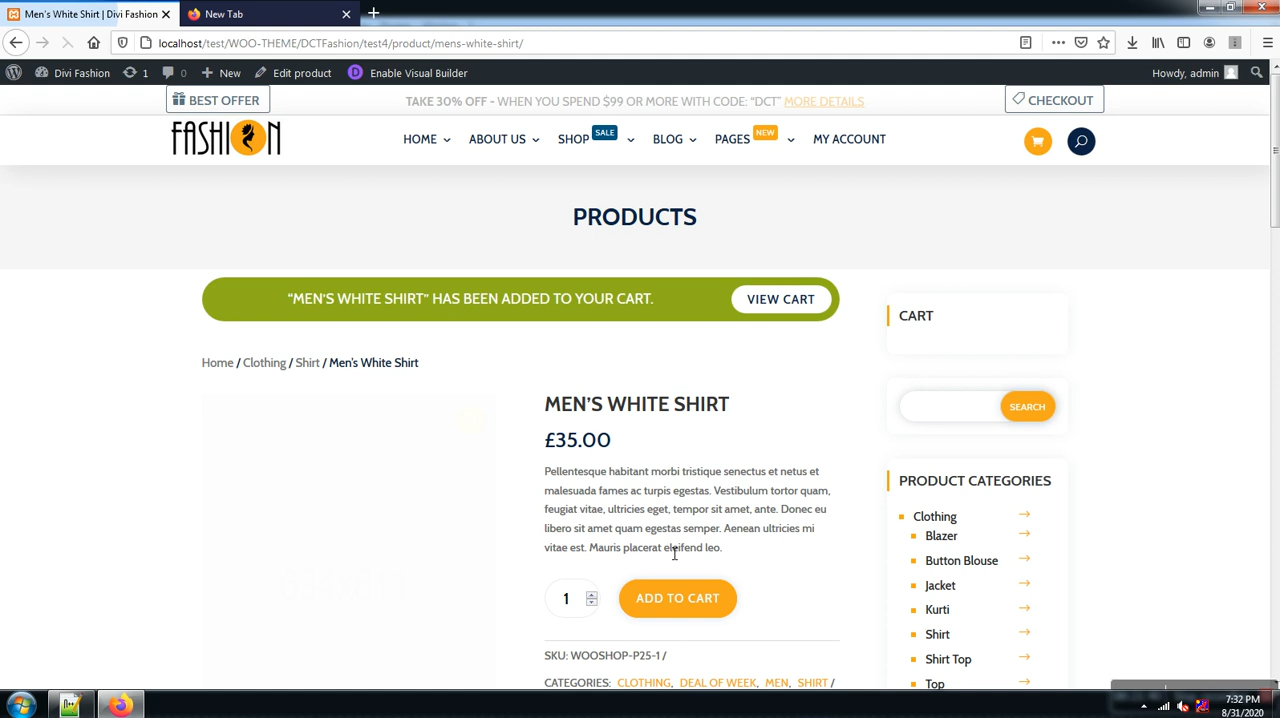 Men's White Shirt | Divi Fashion
New Tab
localhost/test/WOO-THEME/DCTFashion/test4/product/mens-white-shirt/
Divi Fashion
1
0
New
Edit product
D
Enable Visual Builder
Howdy, admin
BEST OFFER
TAKE 30% OFF - WHEN YOU SPEND $99 OR MORE WITH CODE: "DCT" MORE DETAILS
CHECKOUT
FASHION
HOME
ABOUT US
SHOP SALE
BLOG
PAGES NEW
MY ACCOUNT
PRODUCTS
“MEN’S WHITE SHIRT” HAS BEEN ADDED TO YOUR CART.
VIEW CART
CART
Home / Clothing / Shirt / Men’s White Shirt
MEN’S WHITE SHIRT
£35.00
Pellentesque habitant morbi tristique senectus et netus et
malesuada fames ac turpis egestas. Vestibulum tortor quam,
feugiat vitae, ultricies eget, tempor sit amet, ante. Donec eu
libero sit amet quam egestas semper. Aenean ultricies mi
vitae est. Mauris placerat eleifend leo.
1
ADD TO CART
SKU: WOOSHOP-P25-1 /
CATEGORIES: CLOTHING, DEAL OF WEEK, MEN, SHIRT /
SEARCH
PRODUCT CATEGORIES
Clothing
Blazer
Button Blouse
Jacket
Kurti
Shirt
Shirt Top
Top
7:32 PM
8/31/2020